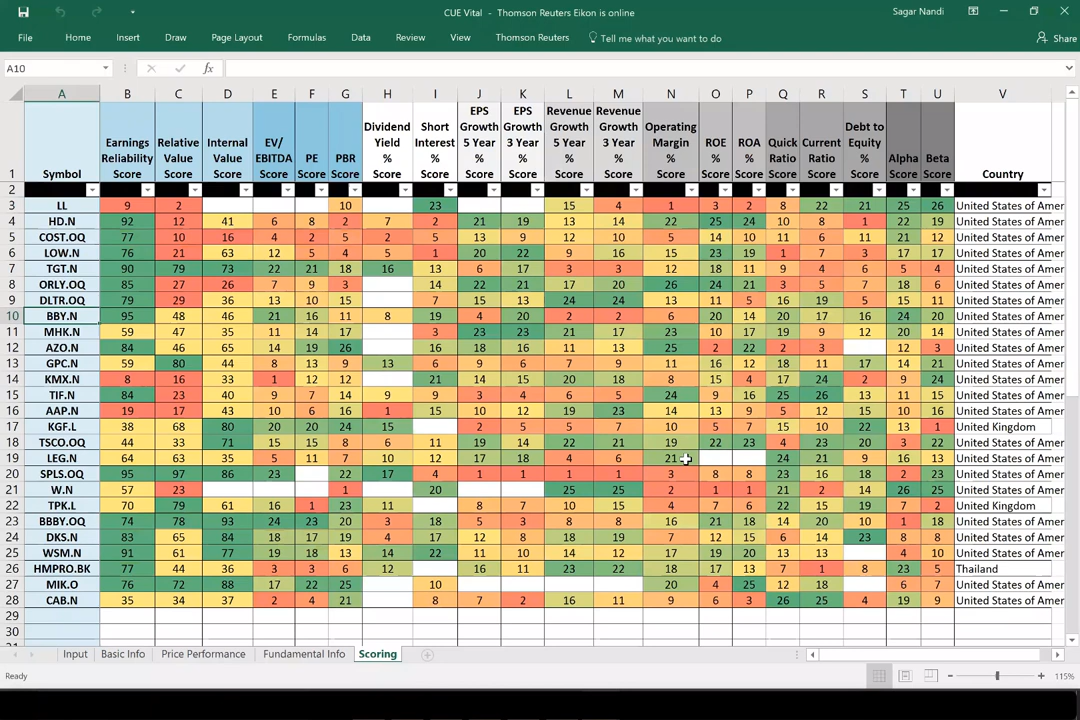 CUE Vital - Thomson Reuters Eikon is online
Sagar Nandi
File Home Insert Draw Page Layout Formulas Data Review View Thomson Reuters Tell me what you want to do Share
A10 fx
A B C D E F G H I J K L M N O P Q R S T U V
1 Symbol Earnings Reliability Score Relative Value Score Internal Value Score EV/ EBITDA Score PE Score PBR Score Dividend Yield % Score Short Interest % Score EPS Growth 5 Year % Score EPS Growth 3 Year % Score Revenue Growth 5 Year % Score Revenue Growth 3 Year % Score Operating Margin % Score ROE Score ROA % Score Quick Ratio Score Current Ratio Score Debt to Equity % Score Alpha Score Beta Score Country
2
3 LL 9 2 10 23 15 4 1 3 2 8 22 21 25 26 United States of Amer
4 HD.N 92 12 41 6 8 2 7 2 21 19 13 14 22 25 24 10 8 1 22 19 United States of Amer
5 COST.OQ 77 10 16 4 2 5 2 5 13 9 12 10 5 14 10 11 6 11 21 12 United States of Amer
6 LOW.N 76 21 63 12 5 4 5 1 20 22 9 16 15 23 19 1 7 3 17 17 United States of Amer
7 TGT.N 90 79 73 22 21 18 16 13 6 17 3 3 12 18 11 9 4 6 5 4 United States of Amer
8 ORLY.OQ 85 27 26 7 9 3 14 22 21 17 20 26 24 21 3 5 7 18 6 United States of Amer
9 DLTR.OQ 79 29 36 13 10 15 7 15 13 24 24 13 11 5 16 19 5 15 11 United States of Amer
10 BBY.N 95 48 46 21 16 11 8 19 4 20 2 2 6 20 14 20 17 16 24 20 United States of Amer
11 MHK.N 59 47 35 11 14 17 3 23 23 21 17 23 10 17 19 9 12 20 14 United States of Amer
12 AZO.N 84 46 65 14 19 26 16 18 16 11 13 25 2 22 2 3 12 3 United States of Amer
13 GPC.N 59 80 44 8 13 9 13 6 9 6 7 9 11 16 12 18 11 17 14 21 United States of Amer
14 KMX.N 8 16 33 1 12 12 21 14 15 20 18 8 15 4 17 24 2 9 24 United States of Amer
15 TIF.N 84 23 40 9 7 14 9 9 3 4 6 5 24 9 16 25 26 13 11 15 United States of Amer
16 AAP.N 19 17 43 10 6 16 1 15 10 12 19 23 14 13 9 5 12 15 10 16 United States of Amer
17 KGF.L 38 68 80 20 20 24 15 2 5 5 7 10 5 7 15 10 22 13 1 United Kingdom
18 TSCO.OQ 44 33 71 15 15 8 6 11 19 14 22 21 19 22 23 4 23 20 3 22 United States of Amer
19 LEG.N 64 63 35 5 11 7 10 12 17 18 4 6 21 24 21 9 16 13 United States of Amer
20 SPLS.OQ 95 97 86 23 22 17 4 1 1 1 1 3 8 8 23 16 18 2 23 United States of Amer
21 W.N 57 23 1 20 25 25 2 1 1 21 2 14 26 25 United States of Amer
22 TPK.L 70 79 61 16 1 23 11 8 7 10 15 4 7 6 22 15 19 7 2 United Kingdom
23 BBBY.OQ 74 78 93 24 23 20 3 18 5 3 8 8 16 21 18 14 20 10 1 18 United States of Amer
24 DKS.N 83 65 84 18 17 19 4 17 12 8 18 19 7 12 15 6 14 23 8 8 United States of Amer
25 WSM.N 91 61 77 19 18 13 14 22 11 10 14 12 17 19 20 13 13 4 10 United States of Amer
26 HMPRO.BK 77 44 36 3 3 6 12 16 11 23 22 18 17 13 7 1 8 23 5 Thailand
27 MIK.O 76 72 88 17 22 25 10 20 4 25 12 18 6 7 United States of Amer
28 CAB.N 35 34 37 2 4 21 8 7 2 16 11 9 6 3 26 25 4 19 9 United States of Amer
29
30
Input Basic Info Price Performance Fundamental Info Scoring
Ready 115%